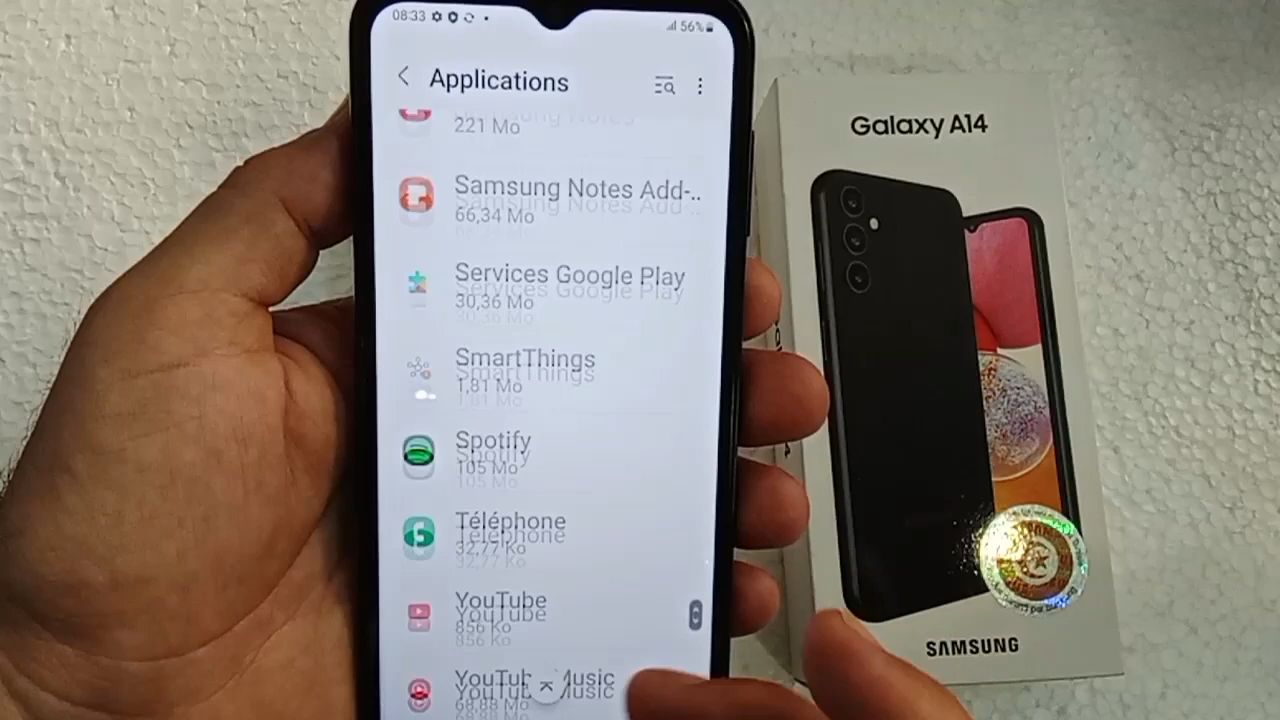 08:33
56%
Applications
221 Mo
Samsung Notes Add-..
66,34 Mo
Services Google Play
30,36 Mo
SmartThings
1,81 Mo
Spotify
105 Mo
Téléphone
32,77 Ko
YouTube
856 Ko
68,88 Mo
Galaxy A14
SAMSUNG